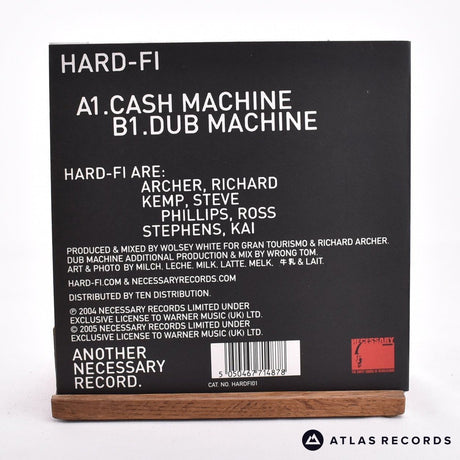 HARD-FI
A1.CASH MACHINE
B1.DUB MACHINE
HARD-FI ARE:
ARCHER, RICHARD
KEMP, STEVE
PHILLIPS, ROSS
STEPHENS, KAI
PRODUCED & MIXED BY WOLSEY WHITE FOR GRAN TOURISMO & RICHARD ARCHER.
DUB MACHINE ADDITIONAL PRODUCTION & MIX BY WRONG TOM.
ART & PHOTO BY MILCH. LECHE. MILK, LATTE. MELK. 牛乳 & LAIT.
HARD-FI.COM & NECESSARYRECORDS.COM
DISTRIBUTED BY TEN DISTRIBUTION.
℗ 2004 NECESSARY RECORDS LIMITED UNDER
EXCLUSIVE LICENSE TO WARNER MUSIC (UK) LTD.
© 2005 NECESSARY RECORDS LIMITED UNDER
EXCLUSIVE LICENSE TO WARNER MUSIC (UK) LTD.
ANOTHER
NECESSARY
RECORD.
5 050467 714878
CAT. NO. HARDFI01
NECESSARY
ATLAS RECORDS